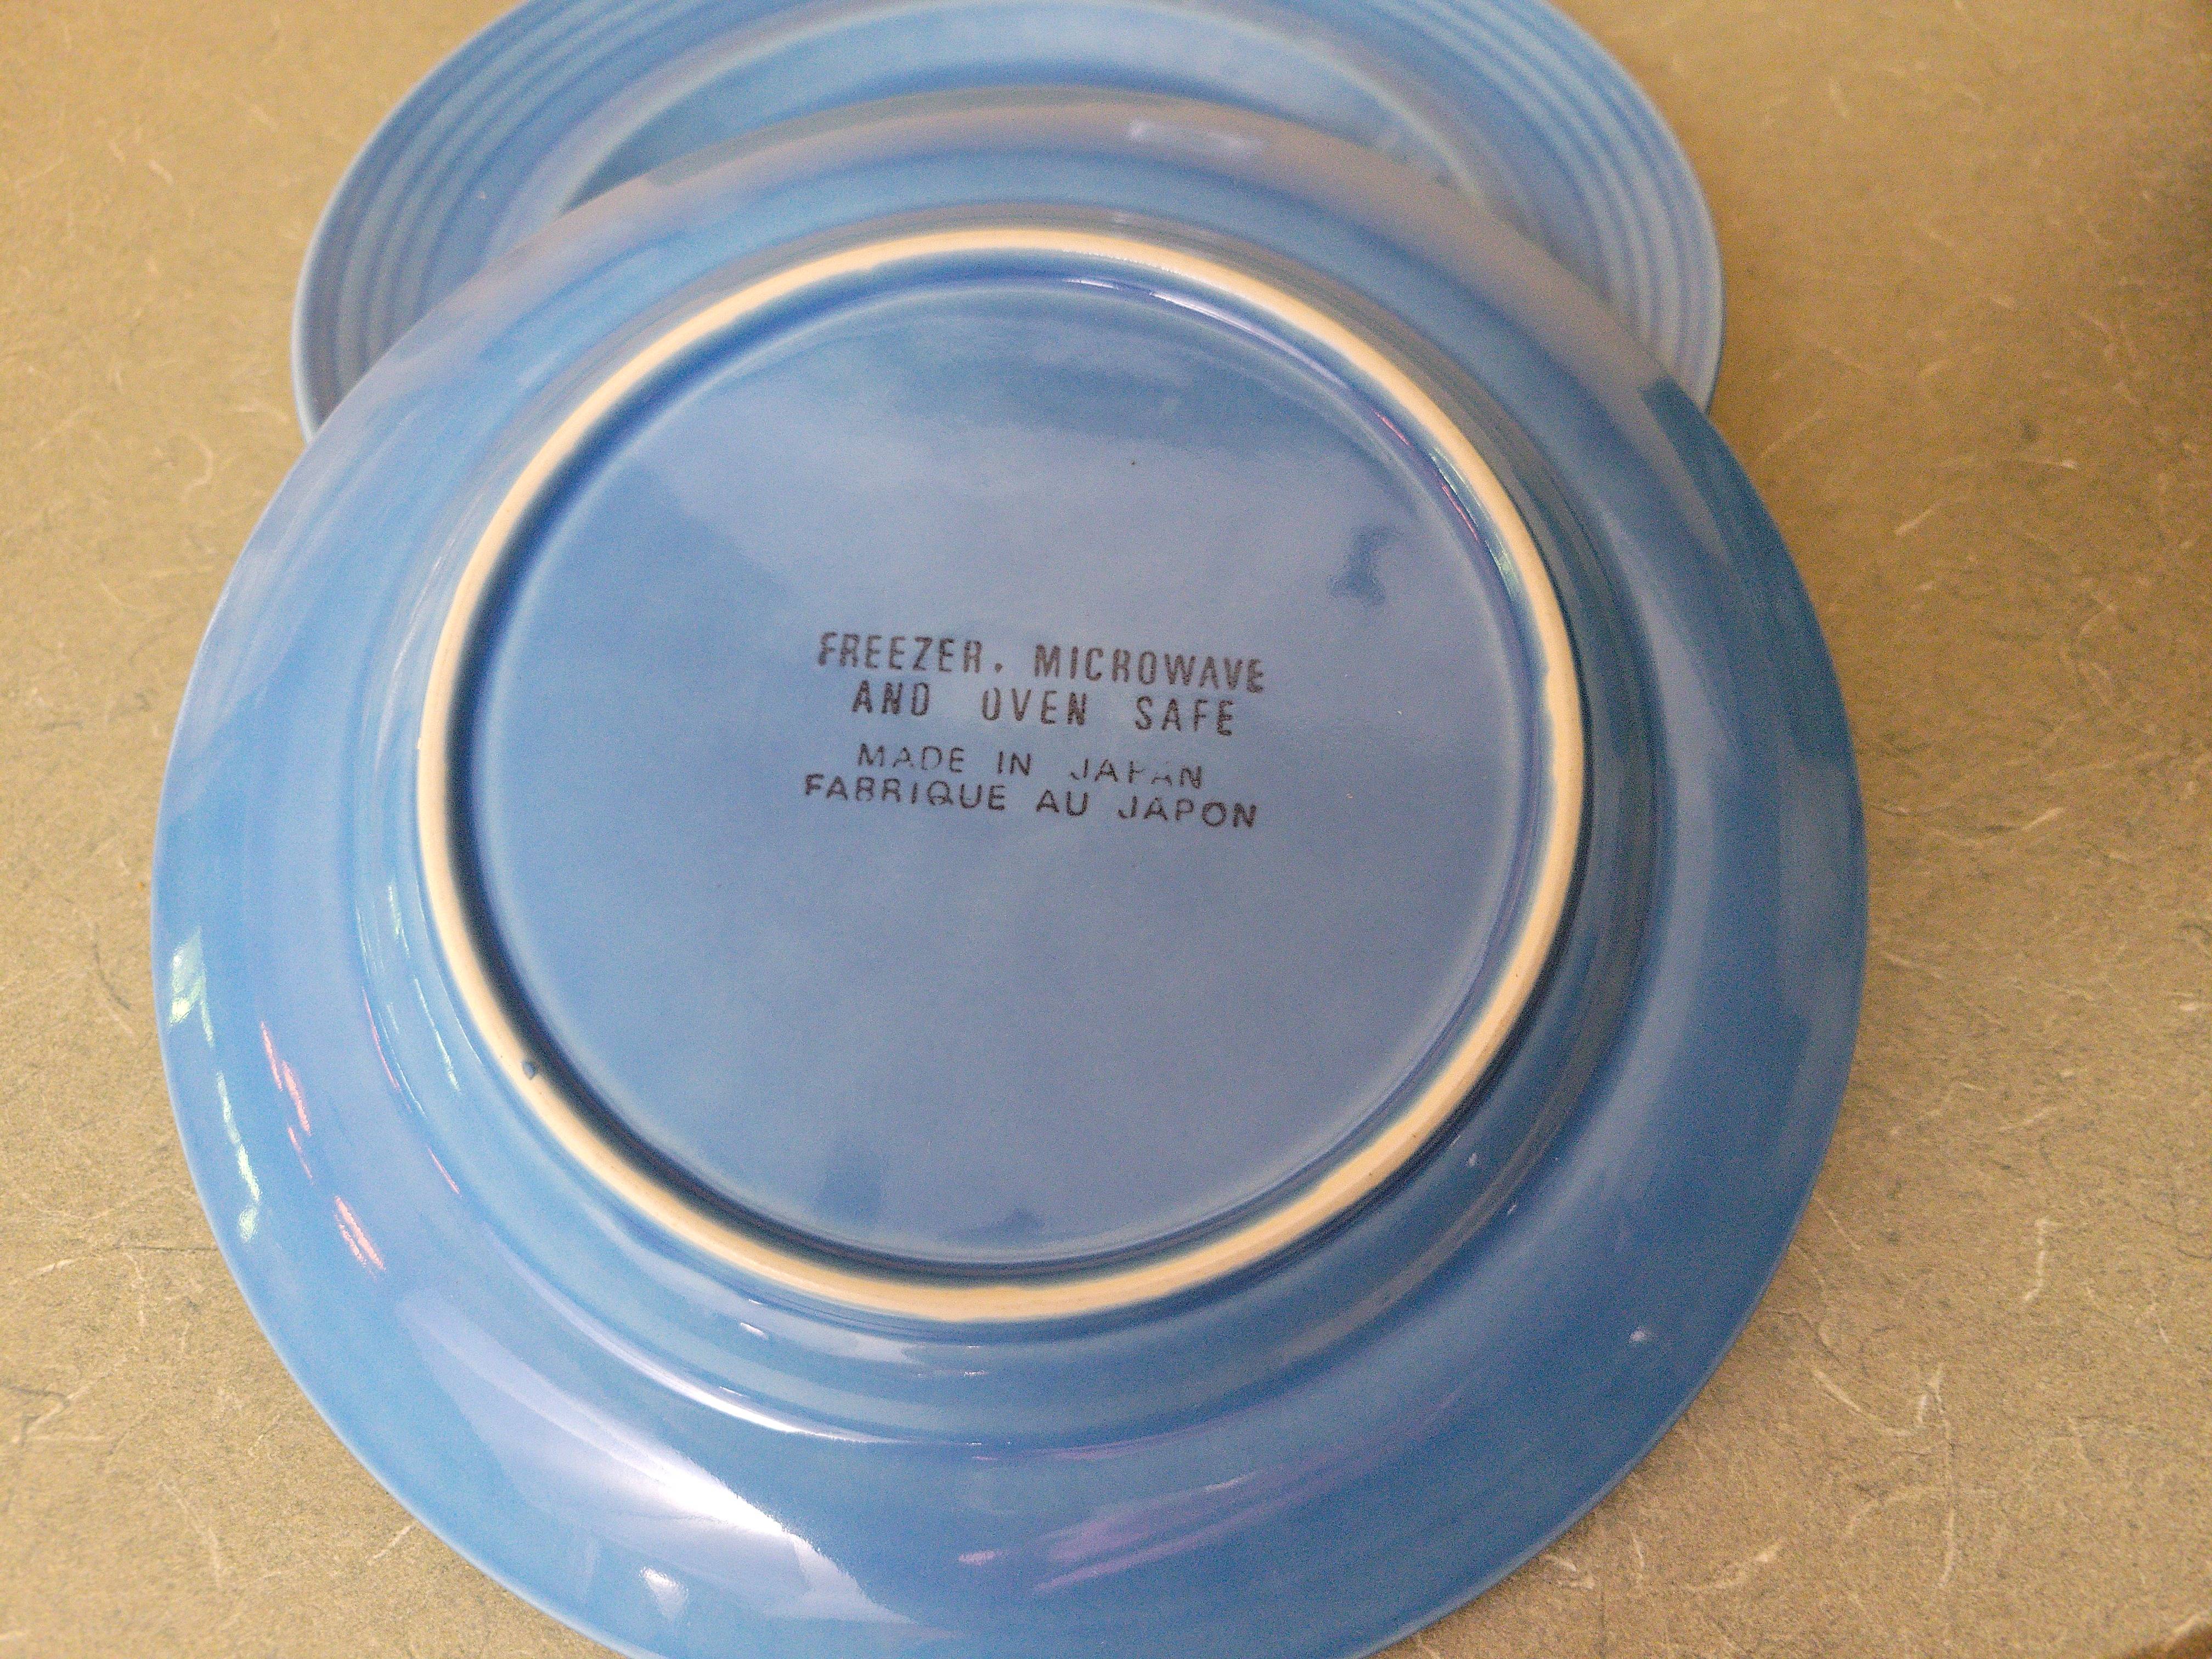 FREEZER, MICROWAVE
AND OVEN SAFE
MADE IN JAPAN
FABRIQUE AU JAPON